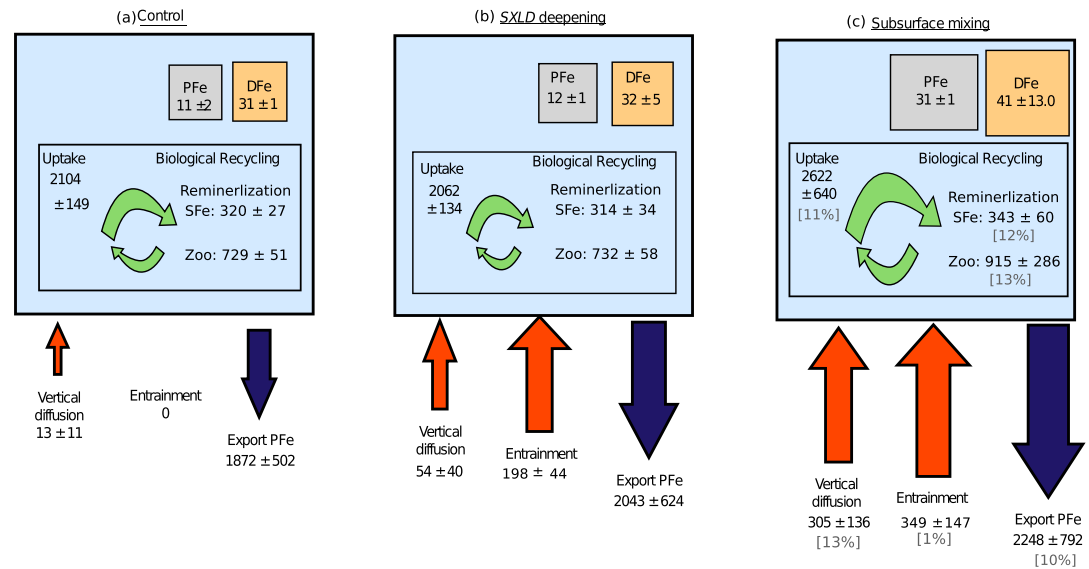 (a) Control
PFe
11 ±2
DFe
31 ±1
Uptake
2104
±149
Biological Recycling
Reminerlization
SFe: 320 ± 27
Zoo: 729 ± 51
Vertical
diffusion
13 ±11
Entrainment
0
Export PFe
1872 ±502
(b) SXLD deepening
PFe
12 ±1
DFe
32 ±5
Uptake
2062
±134
Biological Recycling
Reminerlization
SFe: 314 ± 34
Zoo: 732 ± 58
Vertical
diffusion
54 ±40
Entrainment
198 ± 44
Export PFe
2043 ±624
(c) Subsurface mixing
PFe
31 ±1
DFe
41 ±13.0
Uptake
2622
±640
[11%]
Biological Recycling
Reminerlization
SFe: 343 ± 60
[12%]
Zoo: 915 ± 286
[13%]
Vertical
diffusion
305 ±136
[13%]
Entrainment
349 ±147
[1%]
Export PFe
2248 ±792
[10%]